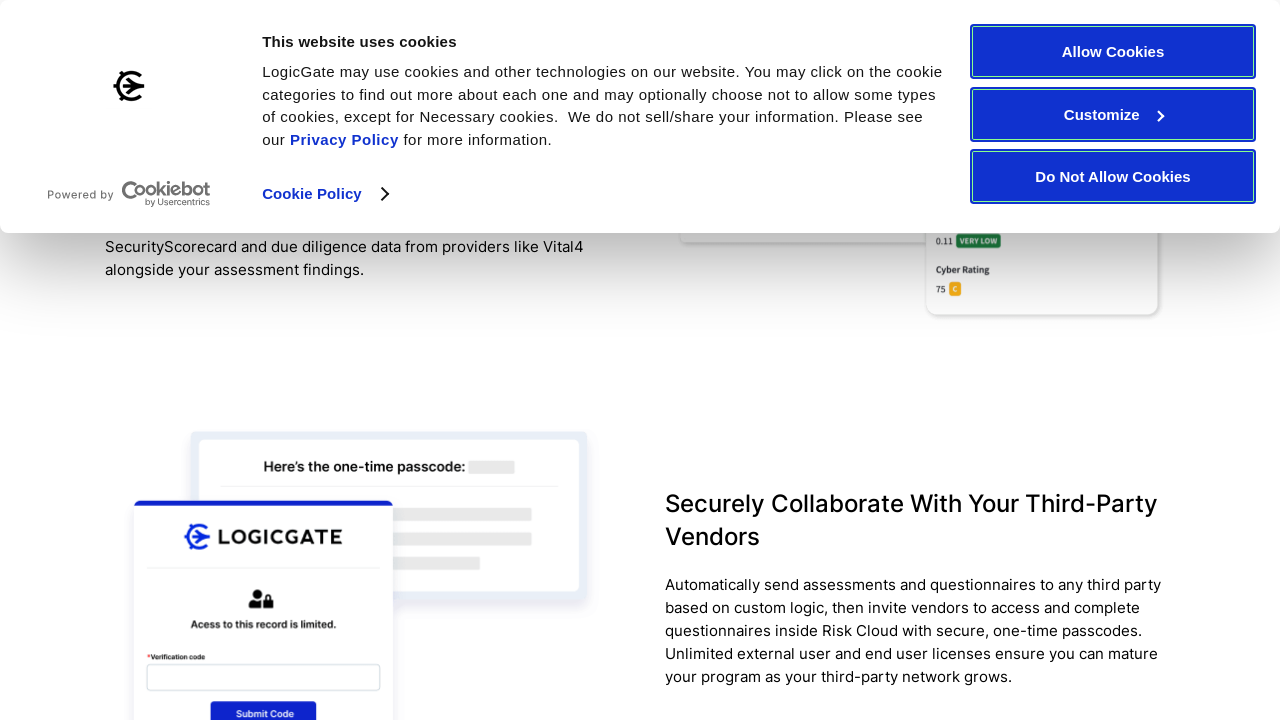 This website uses cookies
LogicGate may use cookies and other technologies on our website. You may click on the cookie
categories to find out more about each one and may optionally choose not to allow some types
of cookies, except for Necessary cookies.  We do not sell/share your information. Please see
our Privacy Policy for more information.
Cookie Policy
Powered by Cookiebot
by Usercentrics
Allow Cookies
Customize
Do Not Allow Cookies
SecurityScorecard and due diligence data from providers like Vital4
alongside your assessment findings.
0.11 VERY LOW
Cyber Rating
75 C
Here's the one-time passcode:
LOGICGATE
Acess to this record is limited.
*Verification code
Submit Code
Securely Collaborate With Your Third-Party
Vendors
Automatically send assessments and questionnaires to any third party
based on custom logic, then invite vendors to access and complete
questionnaires inside Risk Cloud with secure, one-time passcodes.
Unlimited external user and end user licenses ensure you can mature
your program as your third-party network grows.